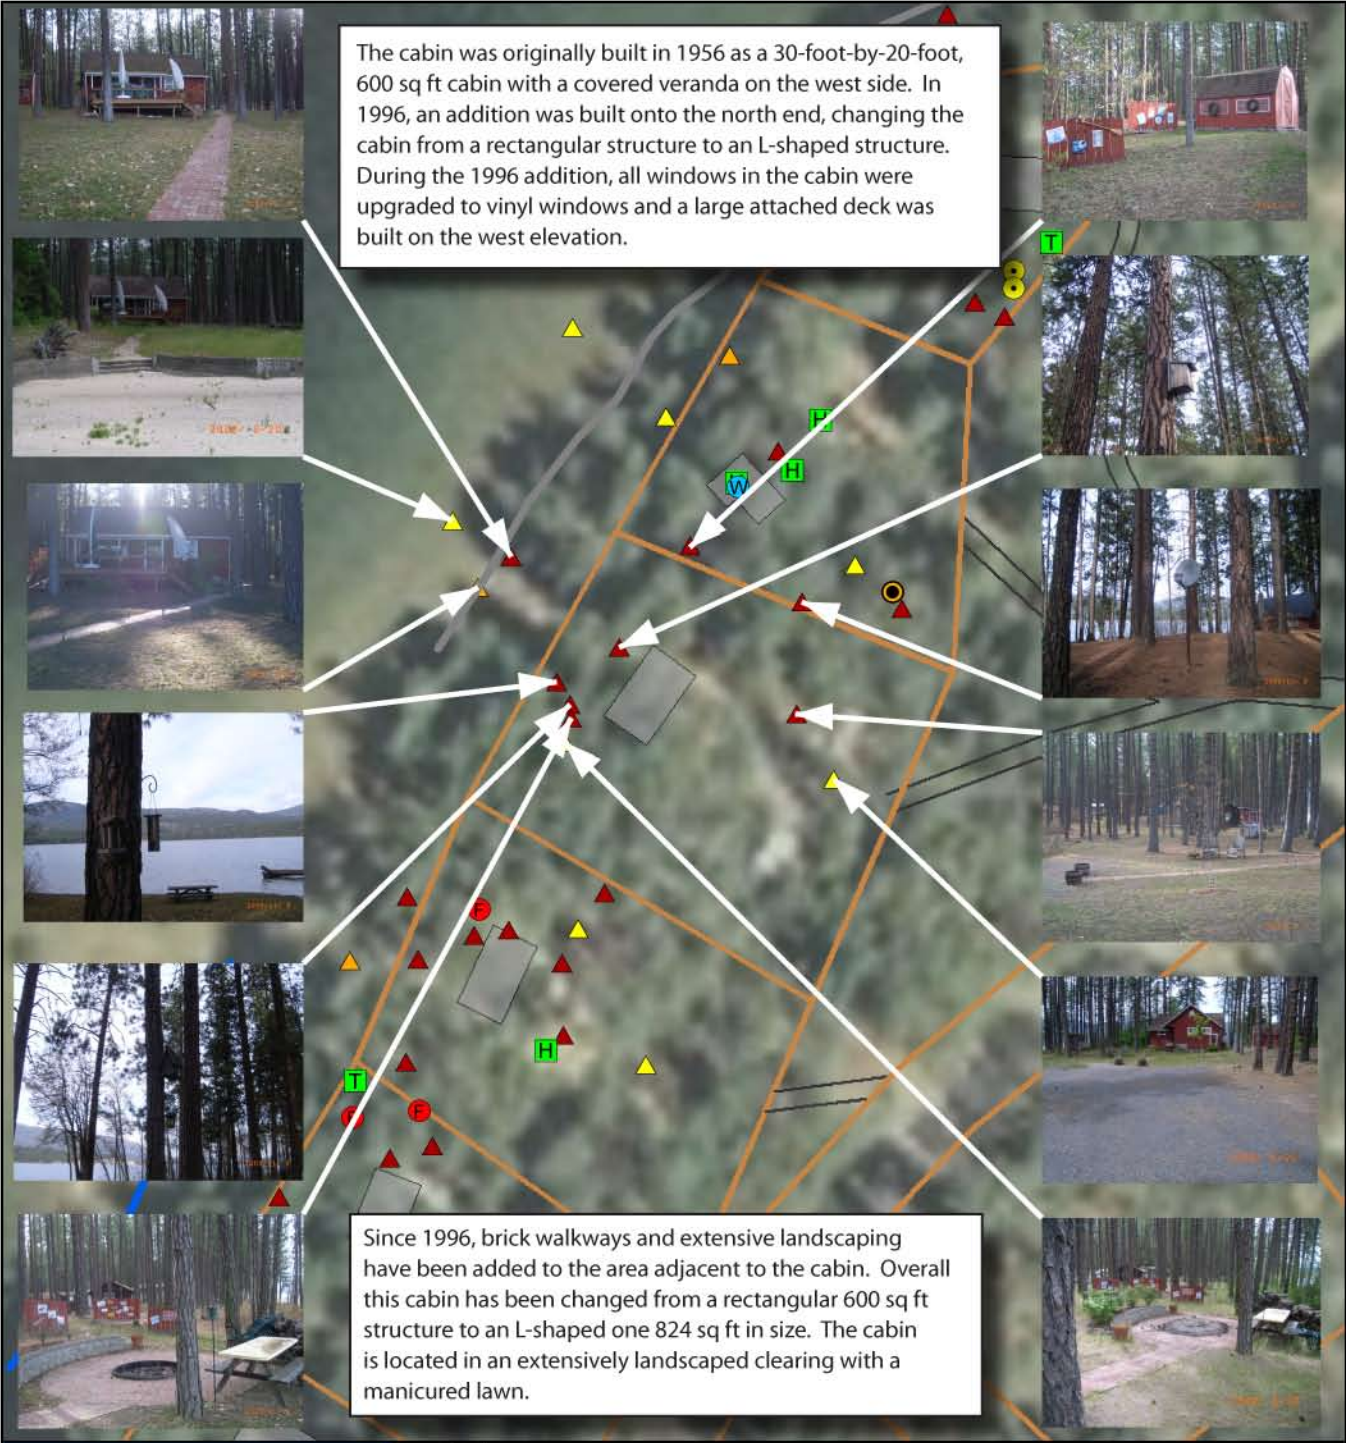 The cabin was originally built in 1956 as a 30-foot-by-20-foot,
600 sq ft cabin with a covered veranda on the west side. In
1996, an addition was built onto the north end, changing the
cabin from a rectangular structure to an L-shaped structure.
During the 1996 addition, all windows in the cabin were
upgraded to vinyl windows and a large attached deck was
built on the west elevation.
T
H
H
W
F
H
T
F
Since 1996, brick walkways and extensive landscaping
have been added to the area adjacent to the cabin. Overall
this cabin has been changed from a rectangular 600 sq ft
structure to an L-shaped one 824 sq ft in size. The cabin
is located in an extensively landscaped clearing with a
manicured lawn.